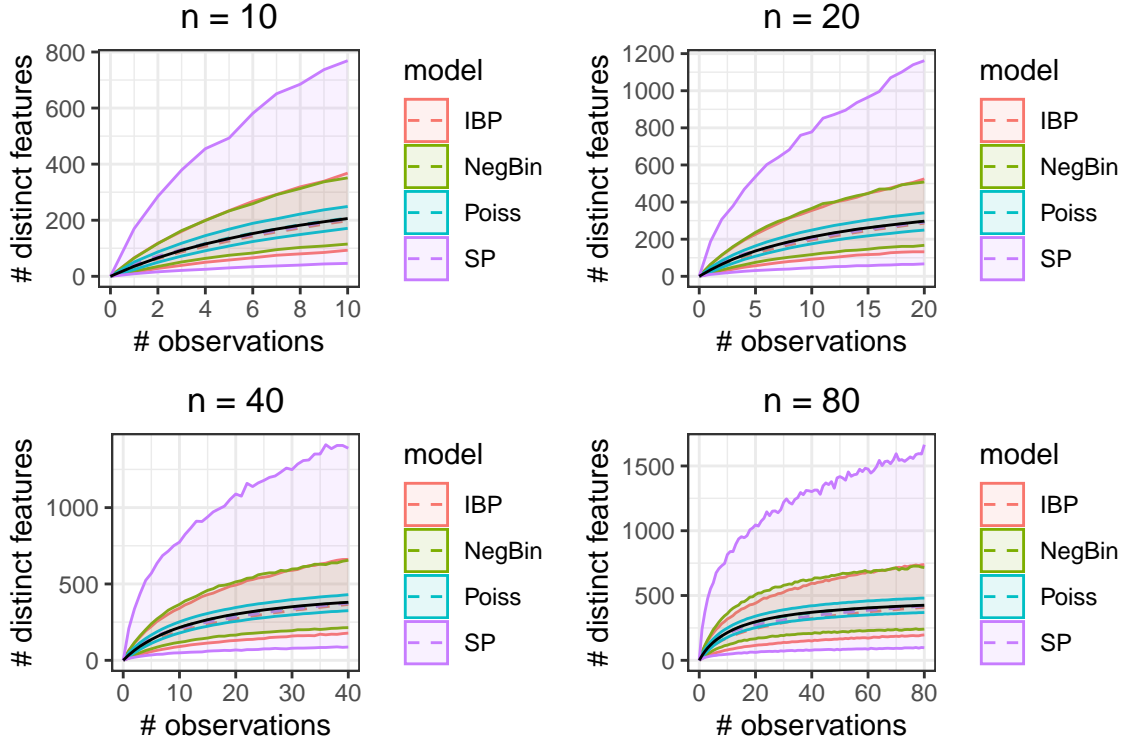 n = 10
800
600
400
200
0
0 2 4 6 8 10
# observations
# distinct features
model
IBP
NegBin
Poiss
SP
n = 20
1200
1000
800
600
400
200
0
0 5 10 15 20
# observations
# distinct features
model
IBP
NegBin
Poiss
SP
n = 40
1000
500
0
0 10 20 30 40
# observations
# distinct features
model
IBP
NegBin
Poiss
SP
n = 80
1500
1000
500
0
0 20 40 60 80
# observations
# distinct features
model
IBP
NegBin
Poiss
SP